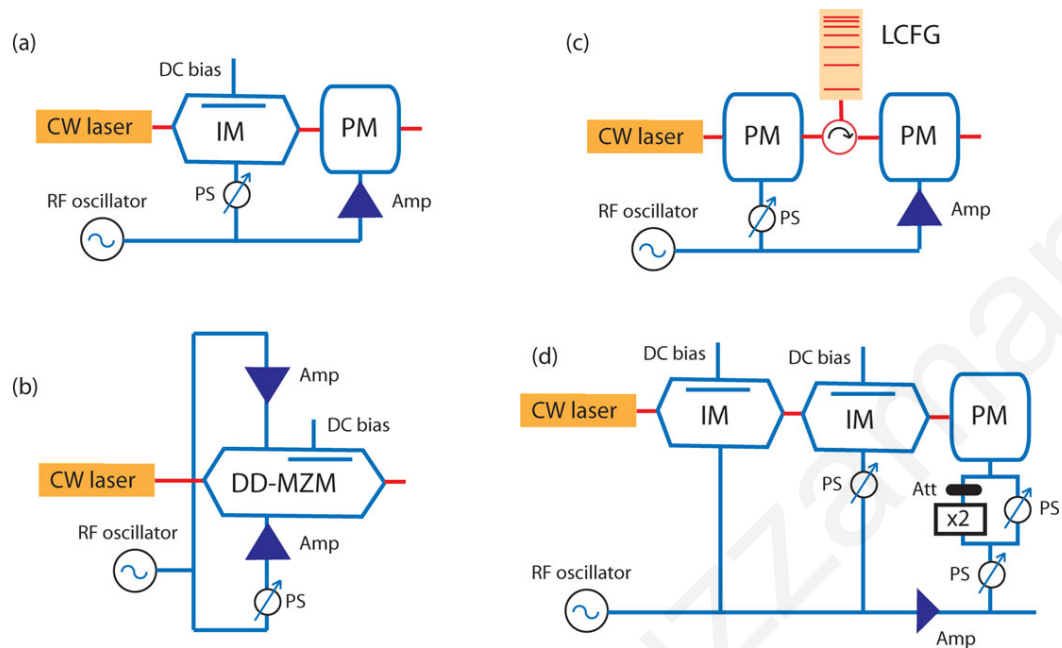 (a)
DC bias
CW laser
IM
PM
PS
Amp
RF oscillator
(b)
Amp
DC bias
CW laser
DD-MZM
RF oscillator
Amp
PS
(c)
LCFG
CW laser
PM
PM
PS
Amp
RF oscillator
(d)
DC bias
DC bias
CW laser
IM
IM
PM
PS
Att
x2
PS
PS
RF oscillator
Amp